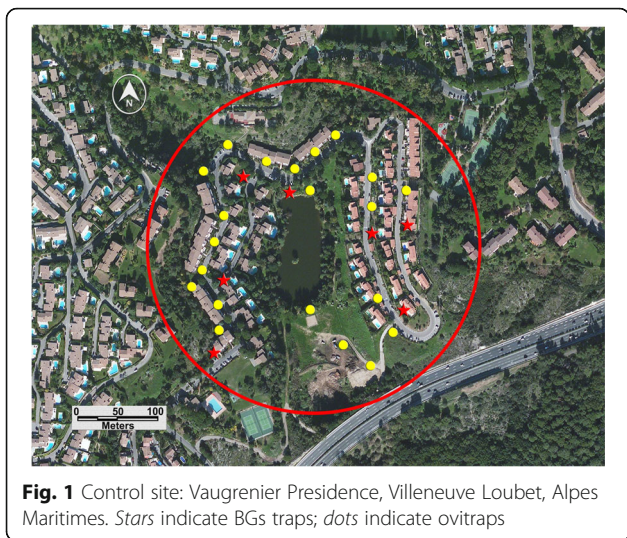 N
0 50 100
Meters
Fig. 1 Control site: Vaugrenier Presidence, Villeneuve Loubet, Alpes
Maritimes. Stars indicate BGs traps; dots indicate ovitraps